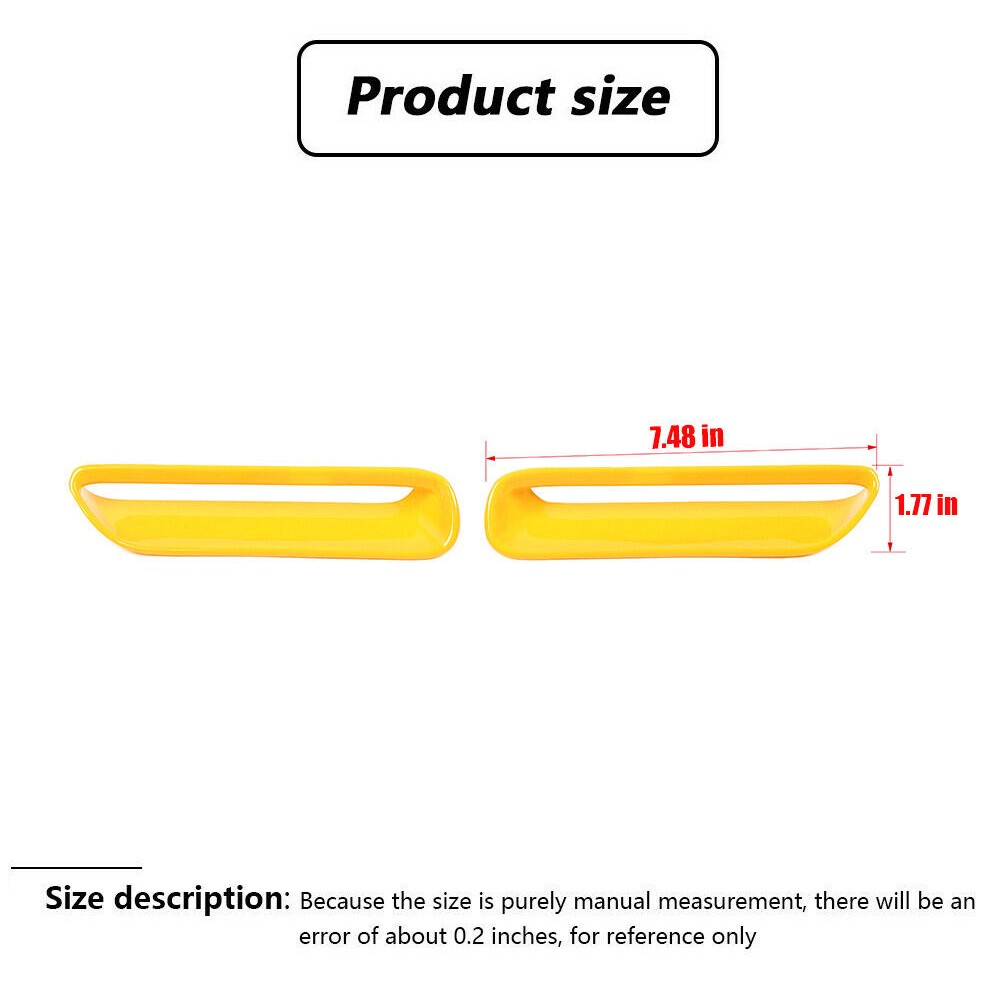 Product size
7.48 in
1.77 in
Size description: Because the size is purely manual measurement, there will be an
error of about 0.2 inches, for reference only